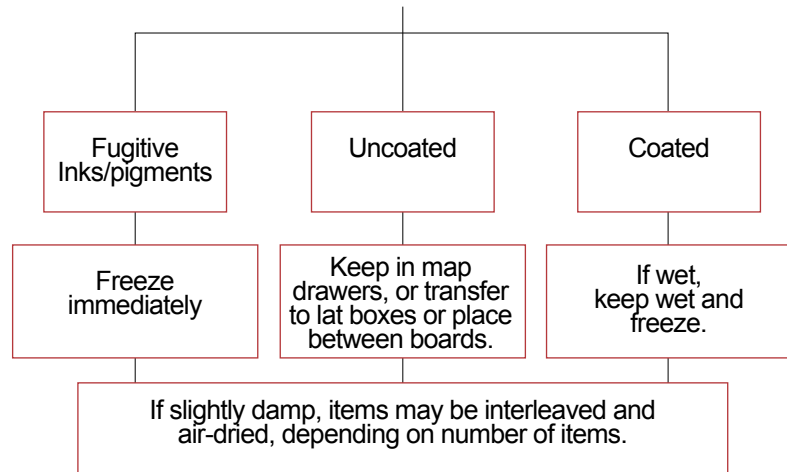 Fugitive
Inks/pigments
Uncoated
Coated
Freeze
immediately
Keep in map
drawers, or transfer
to lat boxes or place
between boards.
If wet,
keep wet and
freeze.
If slightly damp, items may be interleaved and
air-dried, depending on number of items.